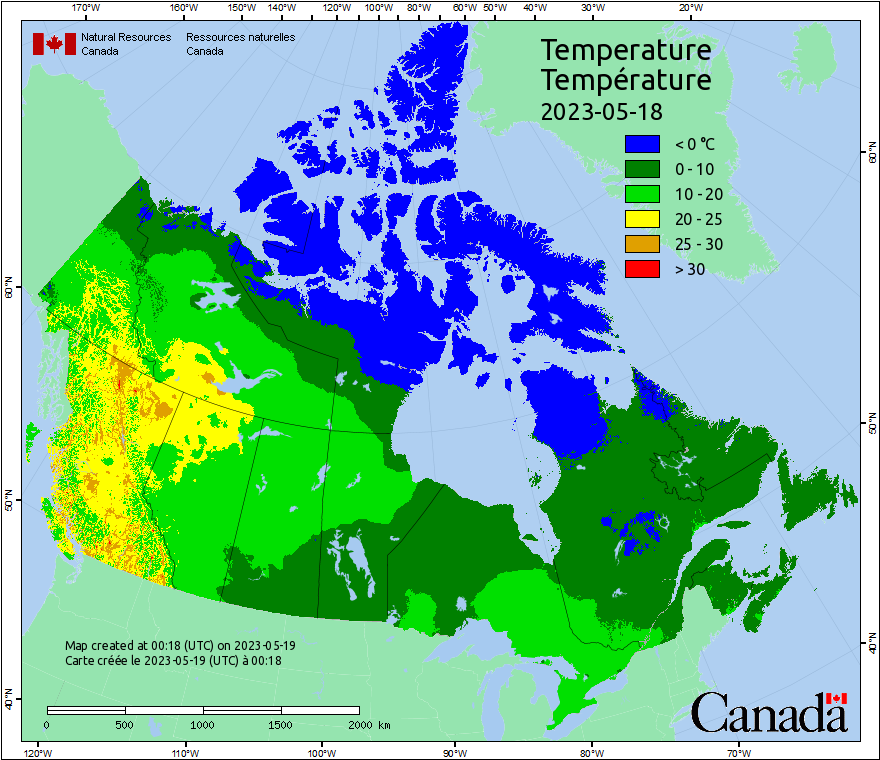 170°W 160°W 150°W 140°W 130°W 120°W 110°W 100°W 90°W 80°W 70°W 60°W 50°W 40°W 30°W 20°W
Natural Resources Canada
Ressources naturelles Canada
Temperature
Température
2023-05-18
< 0 °C
0 - 10
10 - 20
20 - 25
25 - 30
> 30
60°N
60°N
50°N
50°N
40°N
40°N
Map created at 00:18 (UTC) on 2023-05-19
Carte créée le 2023-05-19 (UTC) à 00:18
0 500 1000 1500 2000 km
Canada
120°W 110°W 100°W 90°W 80°W 70°W